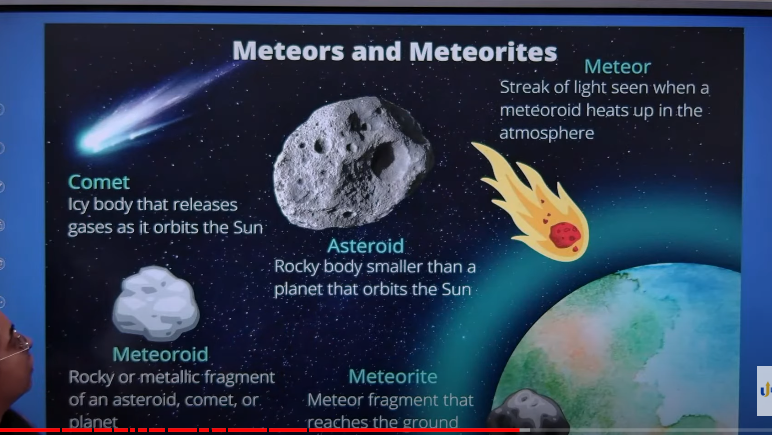 Meteors and Meteorites
Meteor
Streak of light seen when a
meteoroid heats up in the
atmosphere
Comet
Icy body that releases
gases as it orbits the Sun
Asteroid
Rocky body smaller than a
planet that orbits the Sun
Meteoroid
Rocky or metallic fragment
of an asteroid, comet, or
planet
Meteorite
Meteor fragment that
reaches the ground